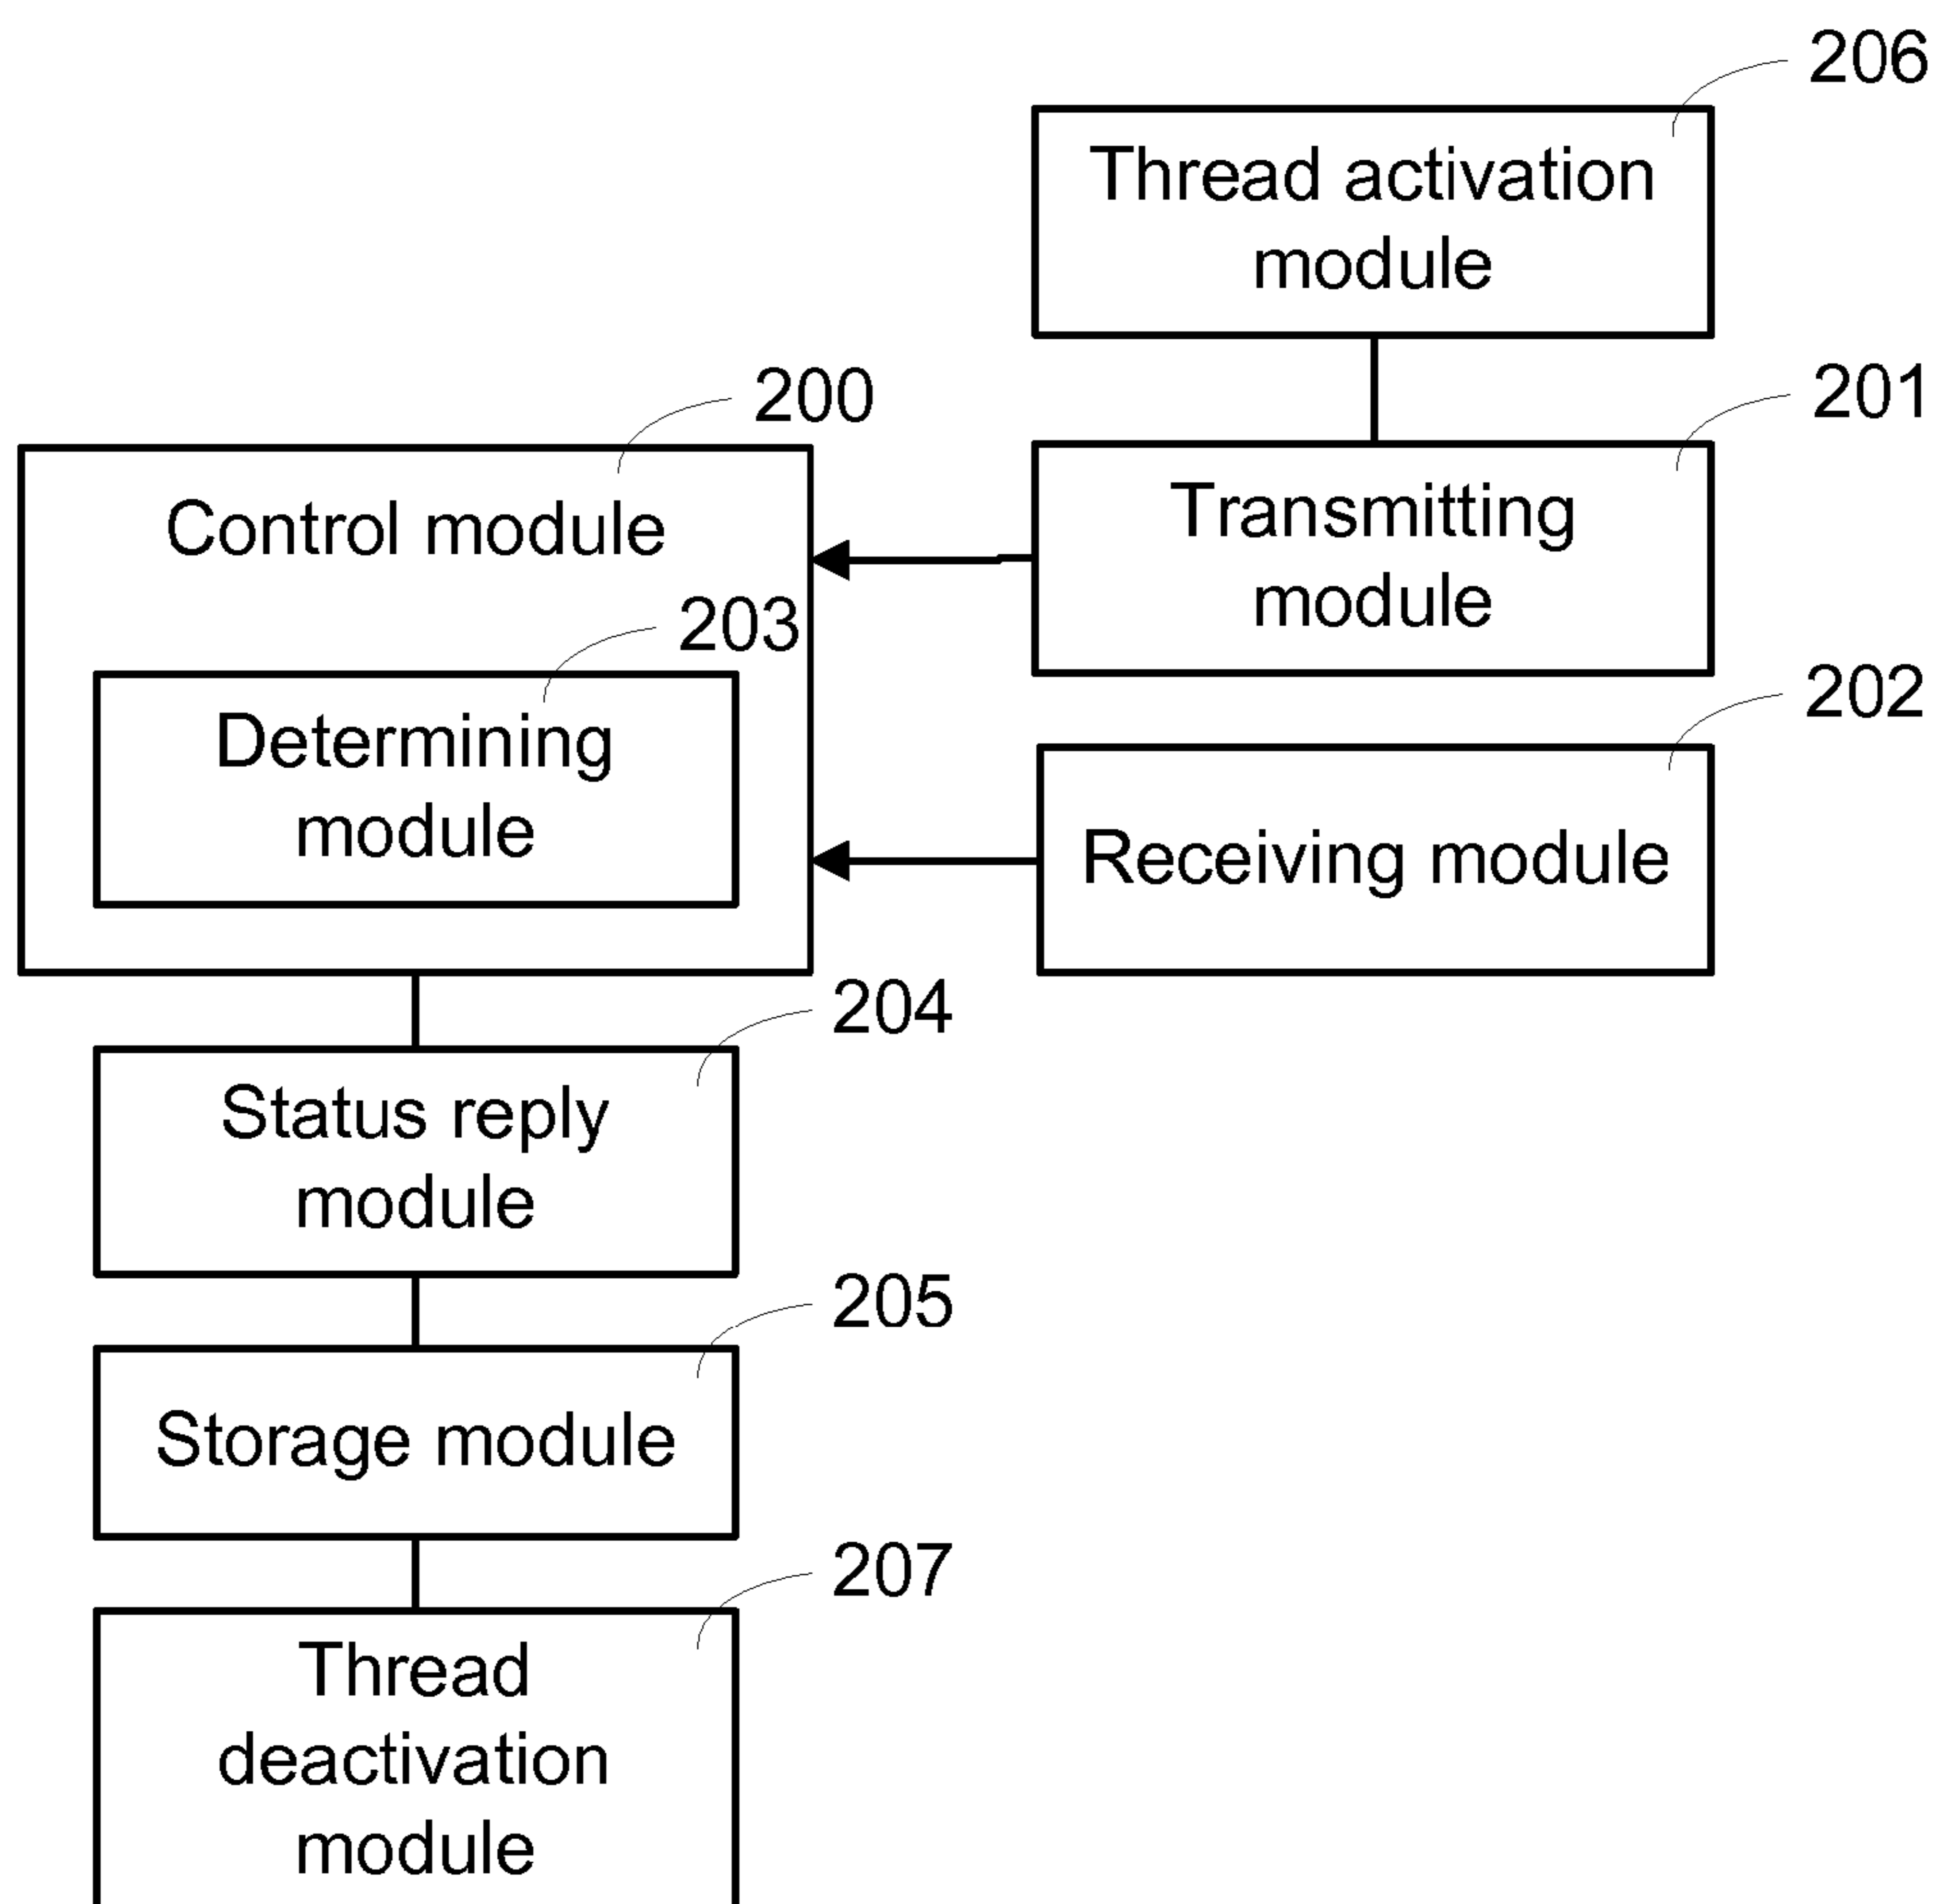 206
Thread activation
module
200
201
Control module
Transmitting
module
203
202
Determining
module
Receiving module
204
Status reply
module
205
Storage module
207
Thread
deactivation
module